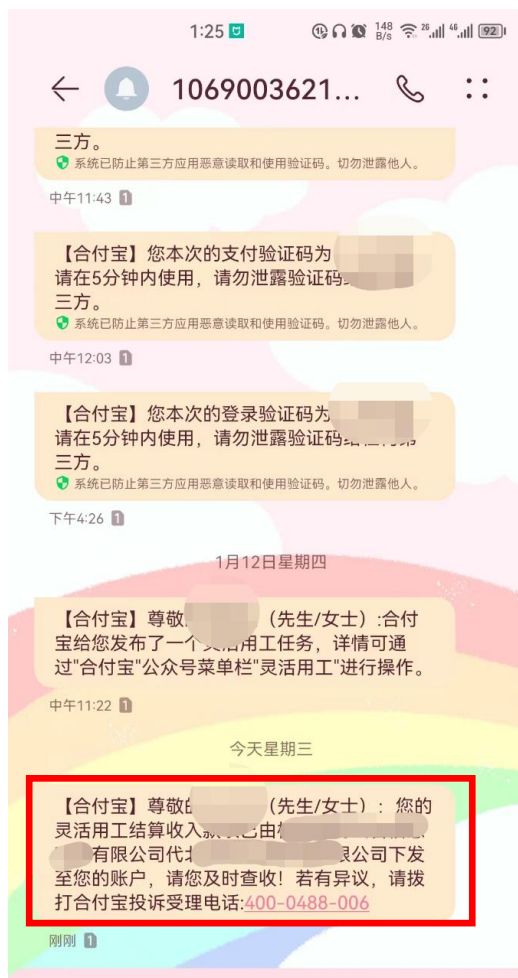 1:25
148 B/s 2G 4G 92
1069003621...
三方。
系统已防止第三方应用恶意读取和使用验证码。切勿泄露他人。
中午11:43 1
【合付宝】您本次的支付验证码为
请在5分钟内使用，请勿泄露验证码
三方。
系统已防止第三方应用恶意读取和使用验证码。切勿泄露他人。
中午12:03 1
【合付宝】您本次的登录验证码为
请在5分钟内使用，请勿泄露验证码
三方。
系统已防止第三方应用恶意读取和使用验证码。切勿泄露他人。
下午4:26 1
1月12日星期四
【合付宝】尊敬 （先生/女士）:合付
宝给您发布了一个 用工任务，详情可通
过"合付宝"公众号菜单栏"灵活用工"进行操作。
中午11:22 1
今天星期三
【合付宝】尊敬 （先生/女士）：您的
灵活用工结算收入 已由
有限公司代 公司下发
至您的账户，请您及时查收！若有异议，请拨
打合付宝投诉受理电话:400-0488-006
刚刚 1